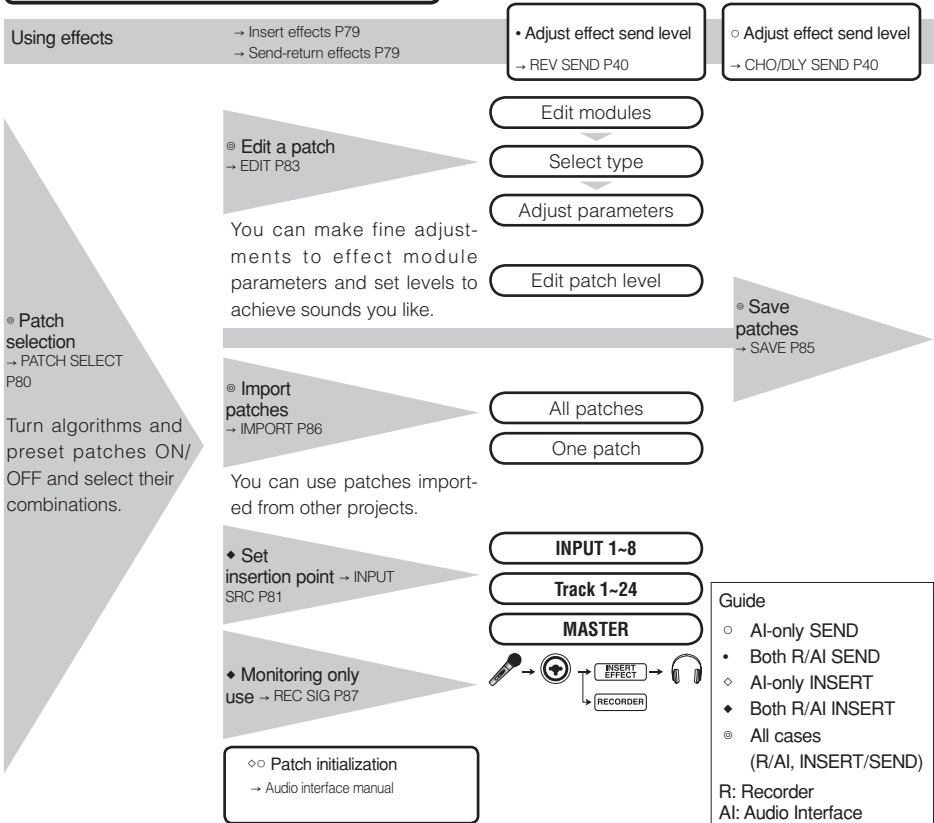 Using effects
→ Insert effects P79
→ Send-return effects P79
• Adjust effect send level
→ REV SEND P40
○ Adjust effect send level
→ CHO/DLY SEND P40
◎ Patch
selection
→ PATCH SELECT
P80
Turn algorithms and
preset patches ON/
OFF and select their
combinations.
◎ Edit a patch
→ EDIT P83
You can make fine adjust-
ments to effect module
parameters and set levels to
achieve sounds you like.
Edit modules
Select type
Adjust parameters
Edit patch level
◎ Save
patches
→ SAVE P85
◎ Import
patches
→ IMPORT P86
You can use patches import-
ed from other projects.
All patches
One patch
◆ Set
insertion point → INPUT
SRC P81
INPUT 1~8
Track 1~24
MASTER
◆ Monitoring only
use → REC SIG P87
→ → INSERT EFFECT →
RECORDER
◇○ Patch initialization
→ Audio interface manual
Guide
○ AI-only SEND
• Both R/AI SEND
◇ AI-only INSERT
◆ Both R/AI INSERT
◎ All cases
(R/AI, INSERT/SEND)
R: Recorder
AI: Audio Interface